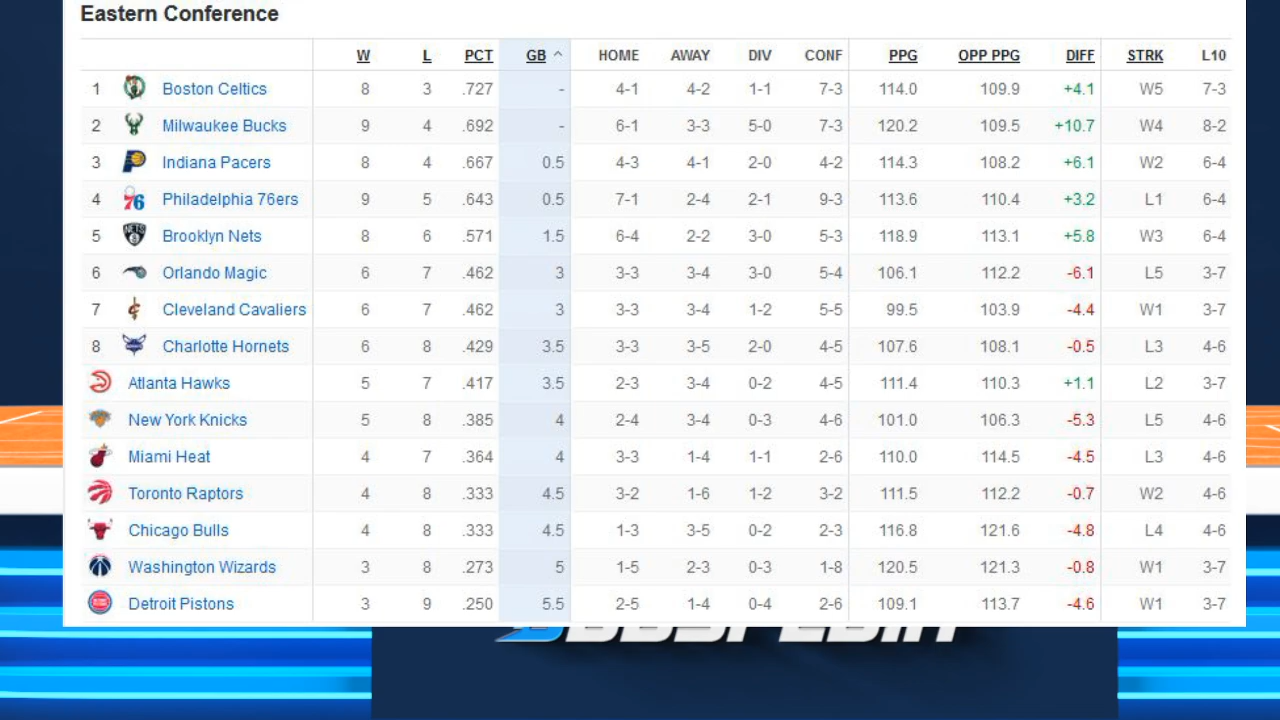 Eastern Conference
W L PCT GB ^ HOME AWAY DIV CONF PPG OPP PPG DIFF STRK L10
1 Boston Celtics 8 3 .727 - 4-1 4-2 1-1 7-3 114.0 109.9 +4.1 W5 7-3
2 Milwaukee Bucks 9 4 .692 - 6-1 3-3 5-0 7-3 120.2 109.5 +10.7 W4 8-2
3 Indiana Pacers 8 4 .667 0.5 4-3 4-1 2-0 4-2 114.3 108.2 +6.1 W2 6-4
4 76 Philadelphia 76ers 9 5 .643 0.5 7-1 2-4 2-1 9-3 113.6 110.4 +3.2 L1 6-4
5 NETS B Brooklyn Nets 8 6 .571 1.5 6-4 2-2 3-0 5-3 118.9 113.1 +5.8 W3 6-4
6 Orlando Magic 6 7 .462 3 3-3 3-4 3-0 5-4 106.1 112.2 -6.1 L5 3-7
7 Cleveland Cavaliers 6 7 .462 3 3-3 3-4 1-2 5-5 99.5 103.9 -4.4 W1 3-7
8 Charlotte Hornets 6 8 .429 3.5 3-3 3-5 2-0 4-5 107.6 108.1 -0.5 L3 4-6
Atlanta Hawks 5 7 .417 3.5 2-3 3-4 0-2 4-5 111.4 110.3 +1.1 L2 3-7
New York Knicks 5 8 .385 4 2-4 3-4 0-3 4-6 101.0 106.3 -5.3 L5 4-6
Miami Heat 4 7 .364 4 3-3 1-4 1-1 2-6 110.0 114.5 -4.5 L3 4-6
Toronto Raptors 4 8 .333 4.5 3-2 1-6 1-2 3-2 111.5 112.2 -0.7 W2 4-6
Chicago Bulls 4 8 .333 4.5 1-3 3-5 0-2 2-3 116.8 121.6 -4.8 L4 4-6
Washington Wizards 3 8 .273 5 1-5 2-3 0-3 1-8 120.5 121.3 -0.8 W1 3-7
Detroit Pistons 3 9 .250 5.5 2-5 1-4 0-4 2-6 109.1 113.7 -4.6 W1 3-7